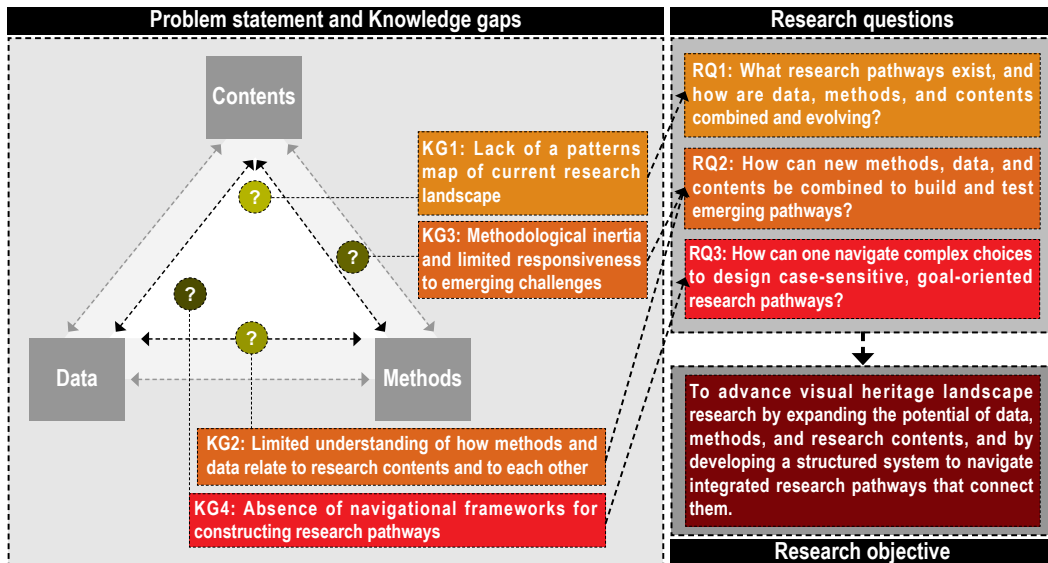 Problem statement and Knowledge gaps
Contents
?
?
?
?
Data
Methods
KG1: Lack of a patterns
map of current research
landscape
KG3: Methodological inertia
and limited responsiveness
to emerging challenges
KG2: Limited understanding of how methods and
data relate to research contents and to each other
KG4: Absence of navigational frameworks for
constructing research pathways
Research questions
RQ1: What research pathways exist, and
how are data, methods, and contents
combined and evolving?
RQ2: How can new methods, data, and
contents be combined to build and test
emerging pathways?
RQ3: How can one navigate complex choices
to design case-sensitive, goal-oriented
research pathways?
To advance visual heritage landscape
research by expanding the potential of data,
methods, and research contents, and by
developing a structured system to navigate
integrated research pathways that connect
them.
Research objective